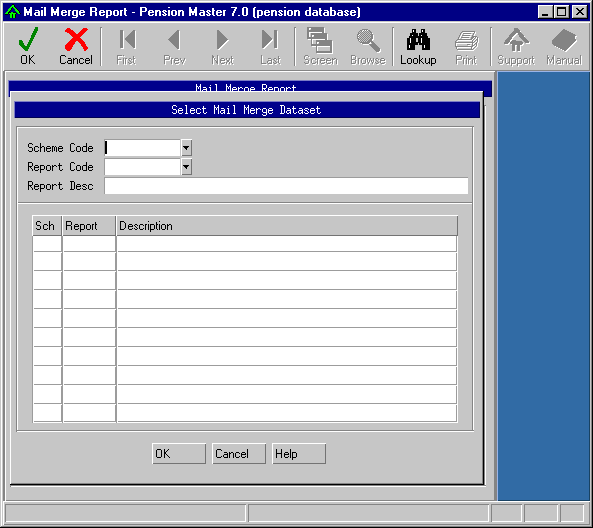 Mail Merge Report - Pension Master 7.0 (pension database)
OK Cancel First Prev Next Last Screen Browse Lookup Print Support Manual
Mail Merge Report
Select Mail Merge Dataset
Scheme Code
Report Code
Report Desc
Sch Report Description
OK Cancel Help